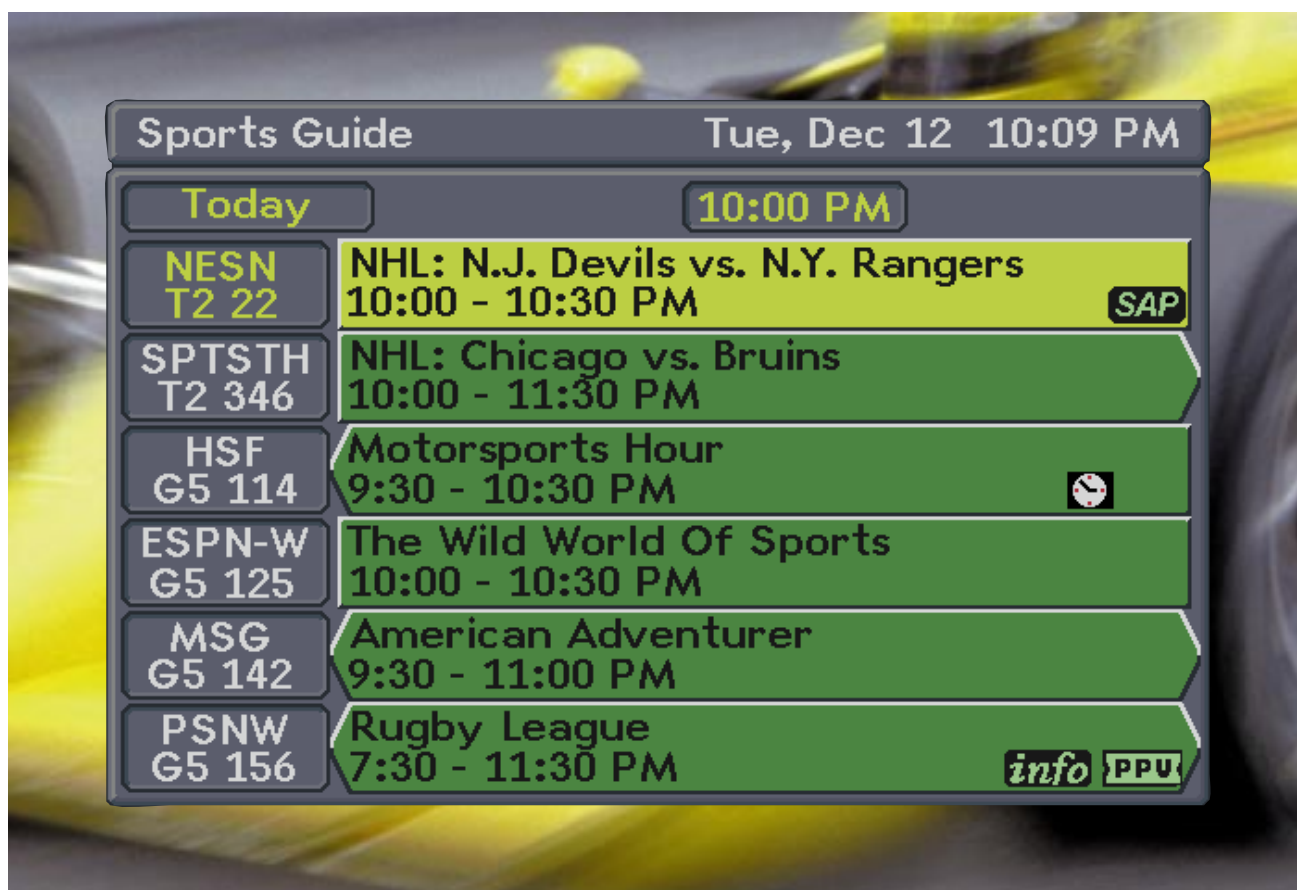 Sports Guide Tue, Dec 12 10:09 PM
Today 10:00 PM
NESN
T2 22
NHL: N.J. Devils vs. N.Y. Rangers
10:00 - 10:30 PM SAP
SPTSTH
T2 346
NHL: Chicago vs. Bruins
10:00 - 11:30 PM
HSF
G5 114
Motorsports Hour
9:30 - 10:30 PM
ESPN-W
G5 125
The Wild World Of Sports
10:00 - 10:30 PM
MSG
G5 142
American Adventurer
9:30 - 11:00 PM
PSNW
G5 156
Rugby League
7:30 - 11:30 PM info PPU